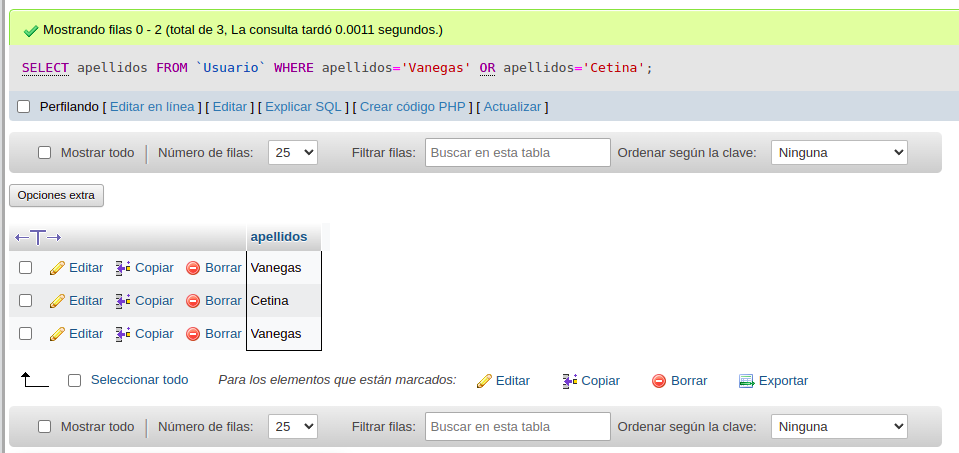 Mostrando filas 0 - 2 (total de 3, La consulta tardó 0.0011 segundos.)
SELECT apellidos FROM `Usuario` WHERE apellidos='Vanegas' OR apellidos='Cetina';
Perfilando [ Editar en línea ] [ Editar ] [ Explicar SQL ] [ Crear código PHP ] [ Actualizar ]
Mostrar todo Número de filas: 25 Filtrar filas: Buscar en esta tabla Ordenar según la clave: Ninguna
Opciones extra
←T→ apellidos
Editar Copiar Borrar Vanegas
Editar Copiar Borrar Cetina
Editar Copiar Borrar Vanegas
Seleccionar todo Para los elementos que están marcados: Editar Copiar Borrar Exportar
Mostrar todo Número de filas: 25 Filtrar filas: Buscar en esta tabla Ordenar según la clave: Ninguna